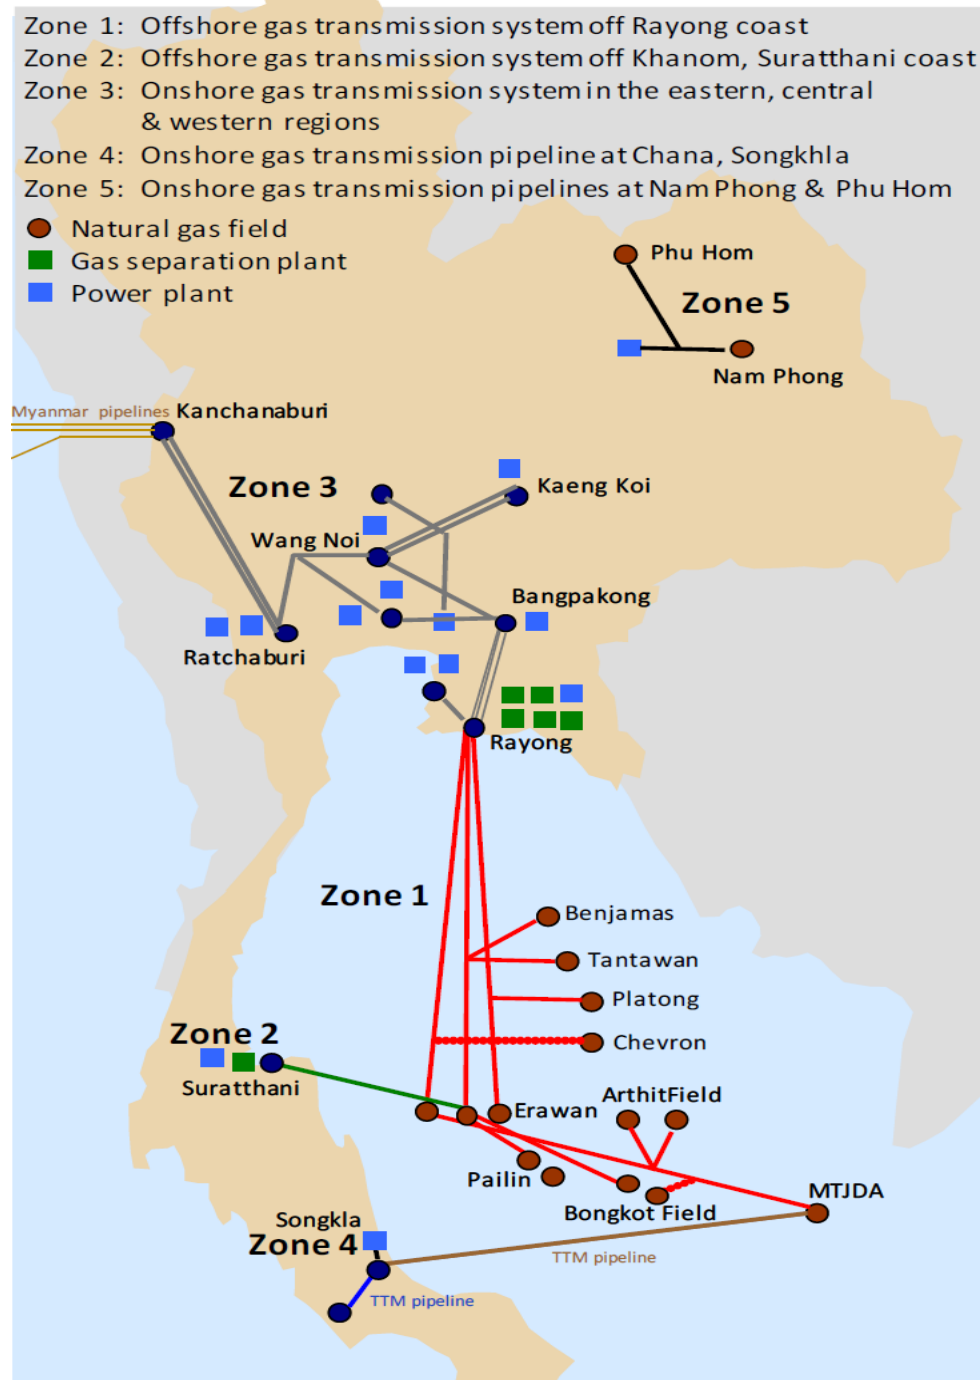 Zone 1: Offshore gas transmission system off Rayong coast
Zone 2: Offshore gas transmission system off Khanom, Suratthani coast
Zone 3: Onshore gas transmission system in the eastern, central
& western regions
Zone 4: Onshore gas transmission pipeline at Chana, Songkhla
Zone 5: Onshore gas transmission pipelines at Nam Phong & Phu Hom
Natural gas field
Gas separation plant
Power plant
Phu Hom
Zone 5
Nam Phong
Myanmar pipelines
Kanchanaburi
Zone 3
Kaeng Koi
Wang Noi
Bangpakong
Ratchaburi
Rayong
Zone 1
Benjamas
Tantawan
Platong
Chevron
Zone 2
Suratthani
Erawan
ArthitField
Pailin
Bongkot Field
MTJDA
Songkla
Zone 4
TTM pipeline
TTM pipeline